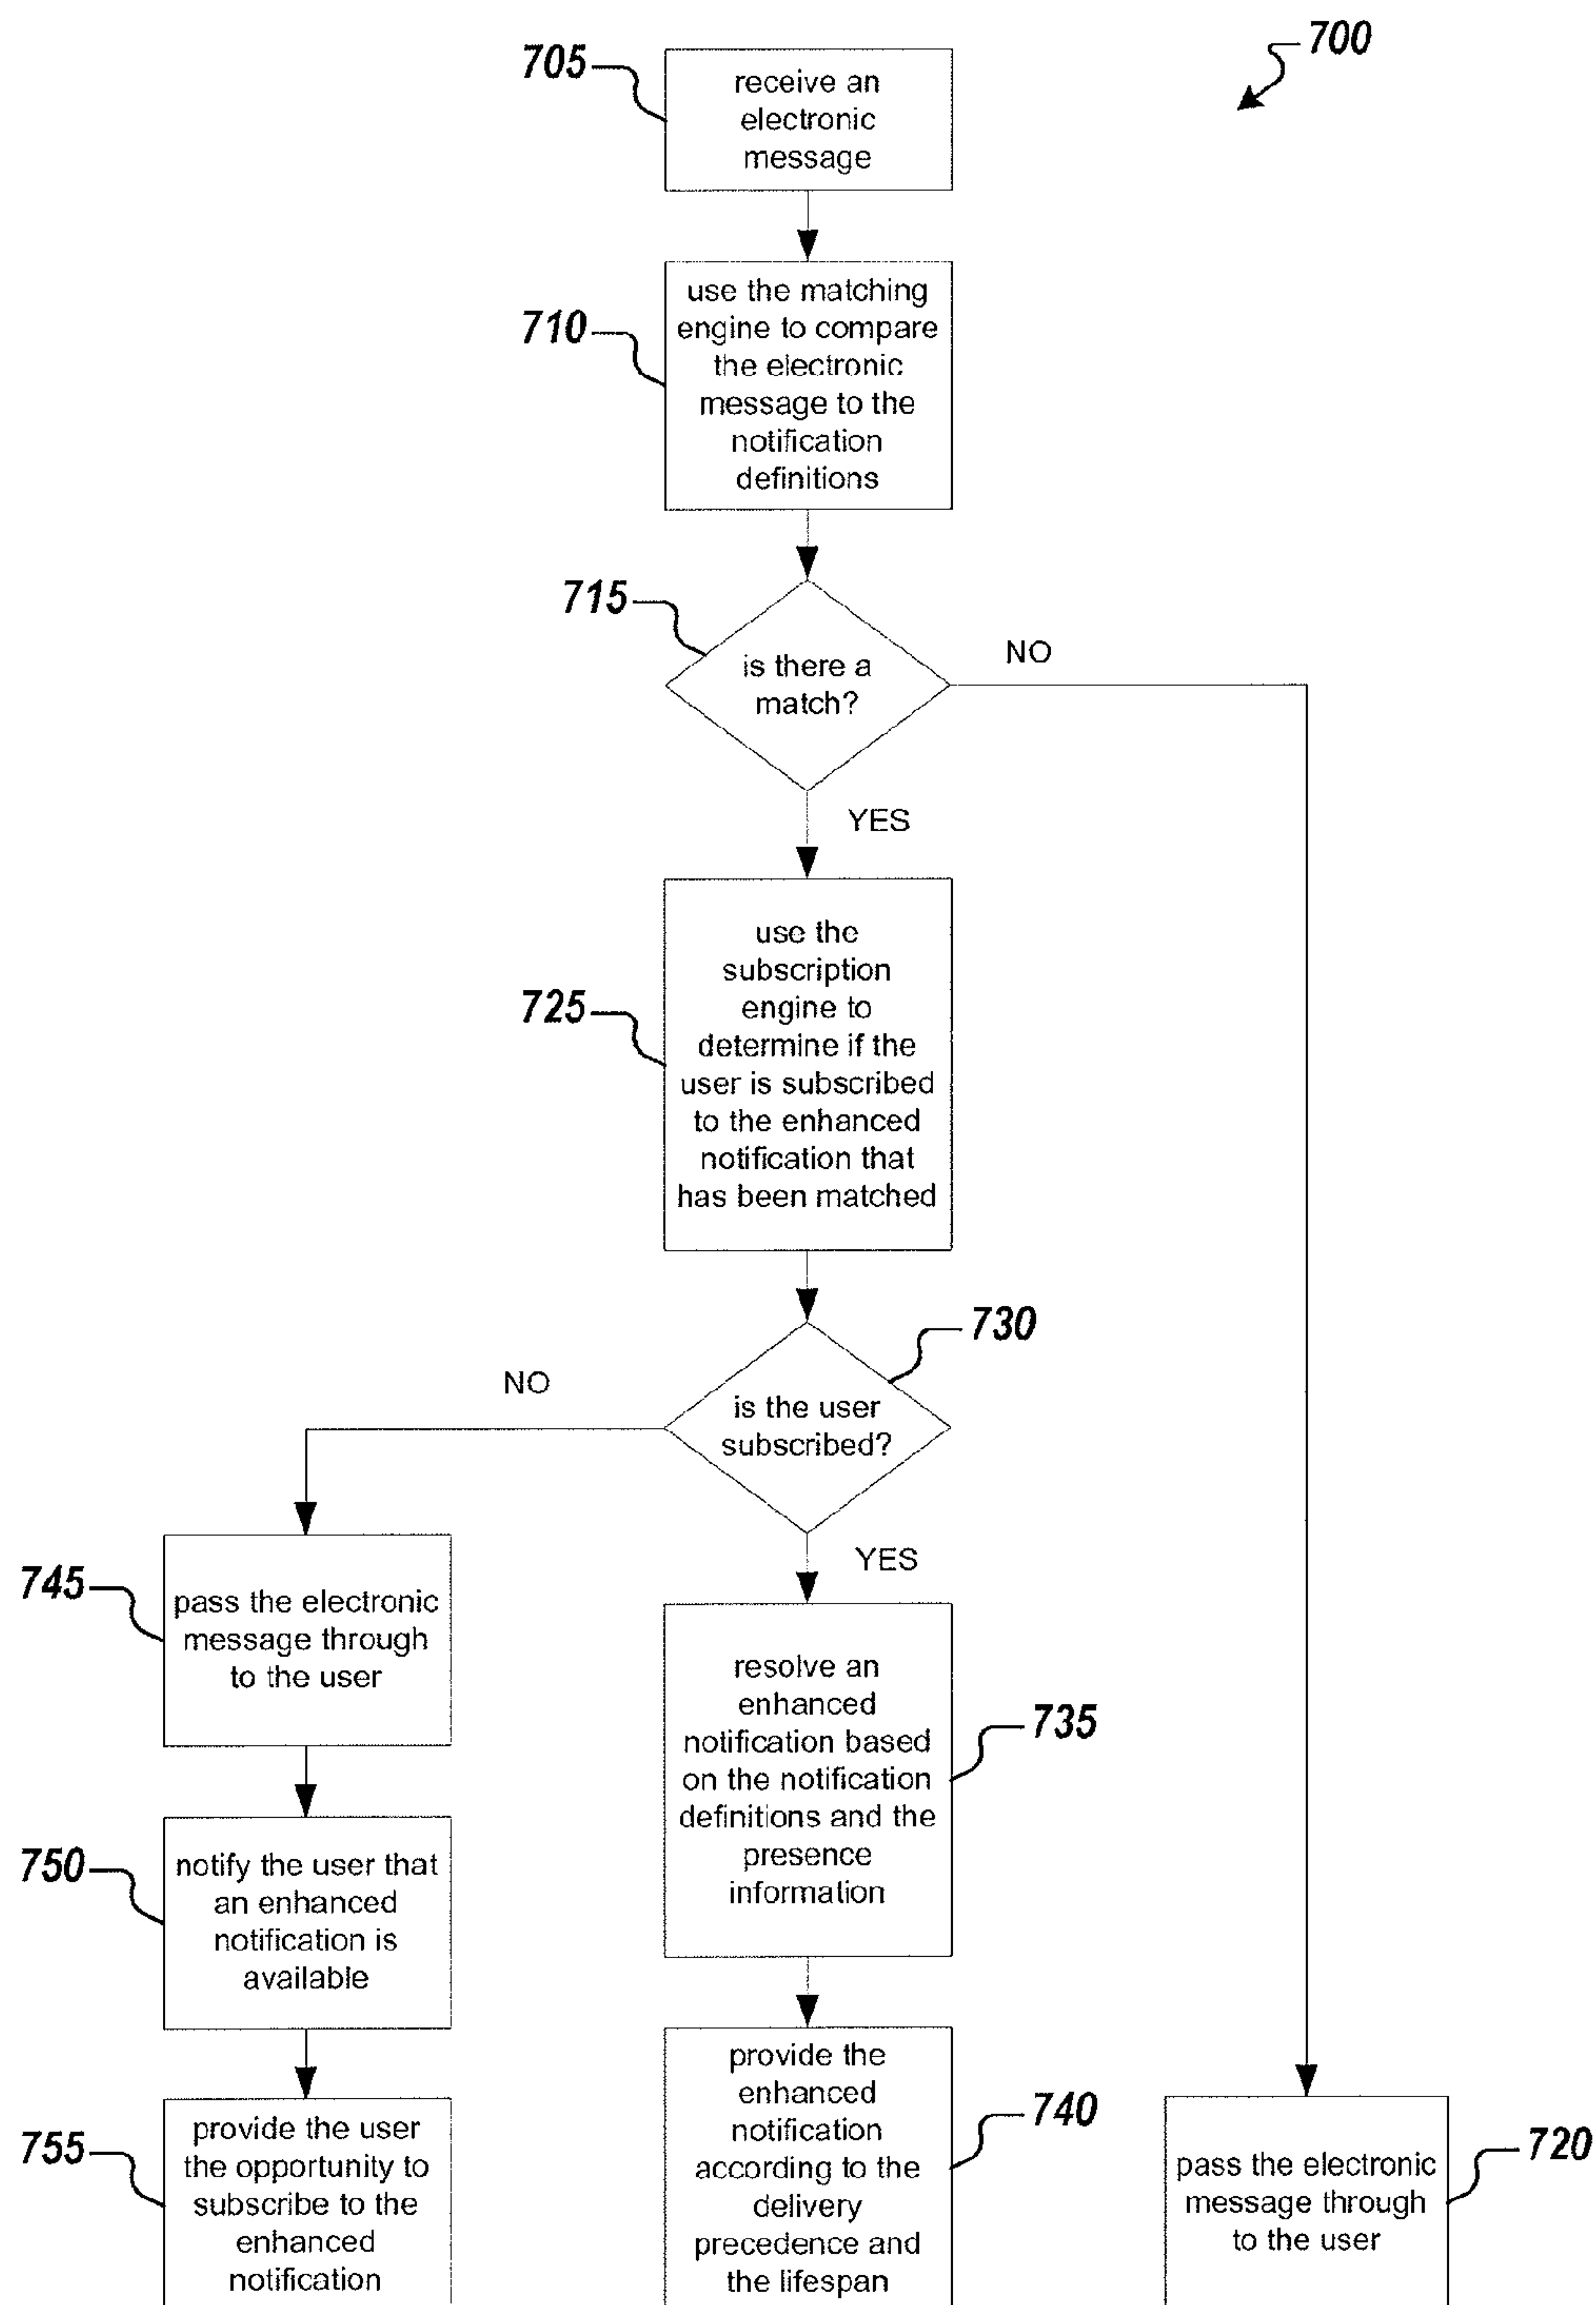 700
705
receive an
electronic
message
710
use the matching
engine to compare
the electronic
message to the
notification
definitions
715
is there a
match?
NO
YES
725
use the
subscription
engine to
determine if the
user is subscribed
to the enhanced
notification that
has been matched
730
is the user
subscribed?
NO
YES
745
pass the electronic
message through
to the user
735
resolve an
enhanced
notification based
on the notification
definitions and the
presence
information
750
notify the user that
an enhanced
notification is
available
755
provide the user
the opportunity to
subscribe to the
enhanced
notification
740
provide the
enhanced
notification
according to the
delivery
precedence and
the lifespan
720
pass the electronic
message through
to the user